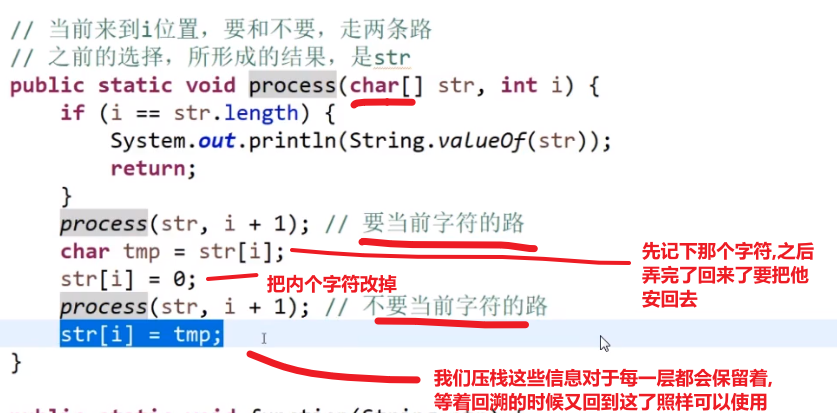 // 当前来到i位置，要和不要，走两条路
// 之前的选择，所形成的结果，是str
public static void process(char[] str, int i) {
if (i == str.length) {
System.out.println(String.valueOf(str));
return;
}
process(str, i + 1); // 要当前字符的路
char tmp = str[i];
先记下那个字符,之后
弄完了回来了要把他
安回去
str[i] = 0;
把内个字符改掉
process(str, i + 1); // 不要当前字符的路
str[i] = tmp;
}
我们压栈这些信息对于每一层都会保留着,
等着回溯的时候又回到这了照样可以使用